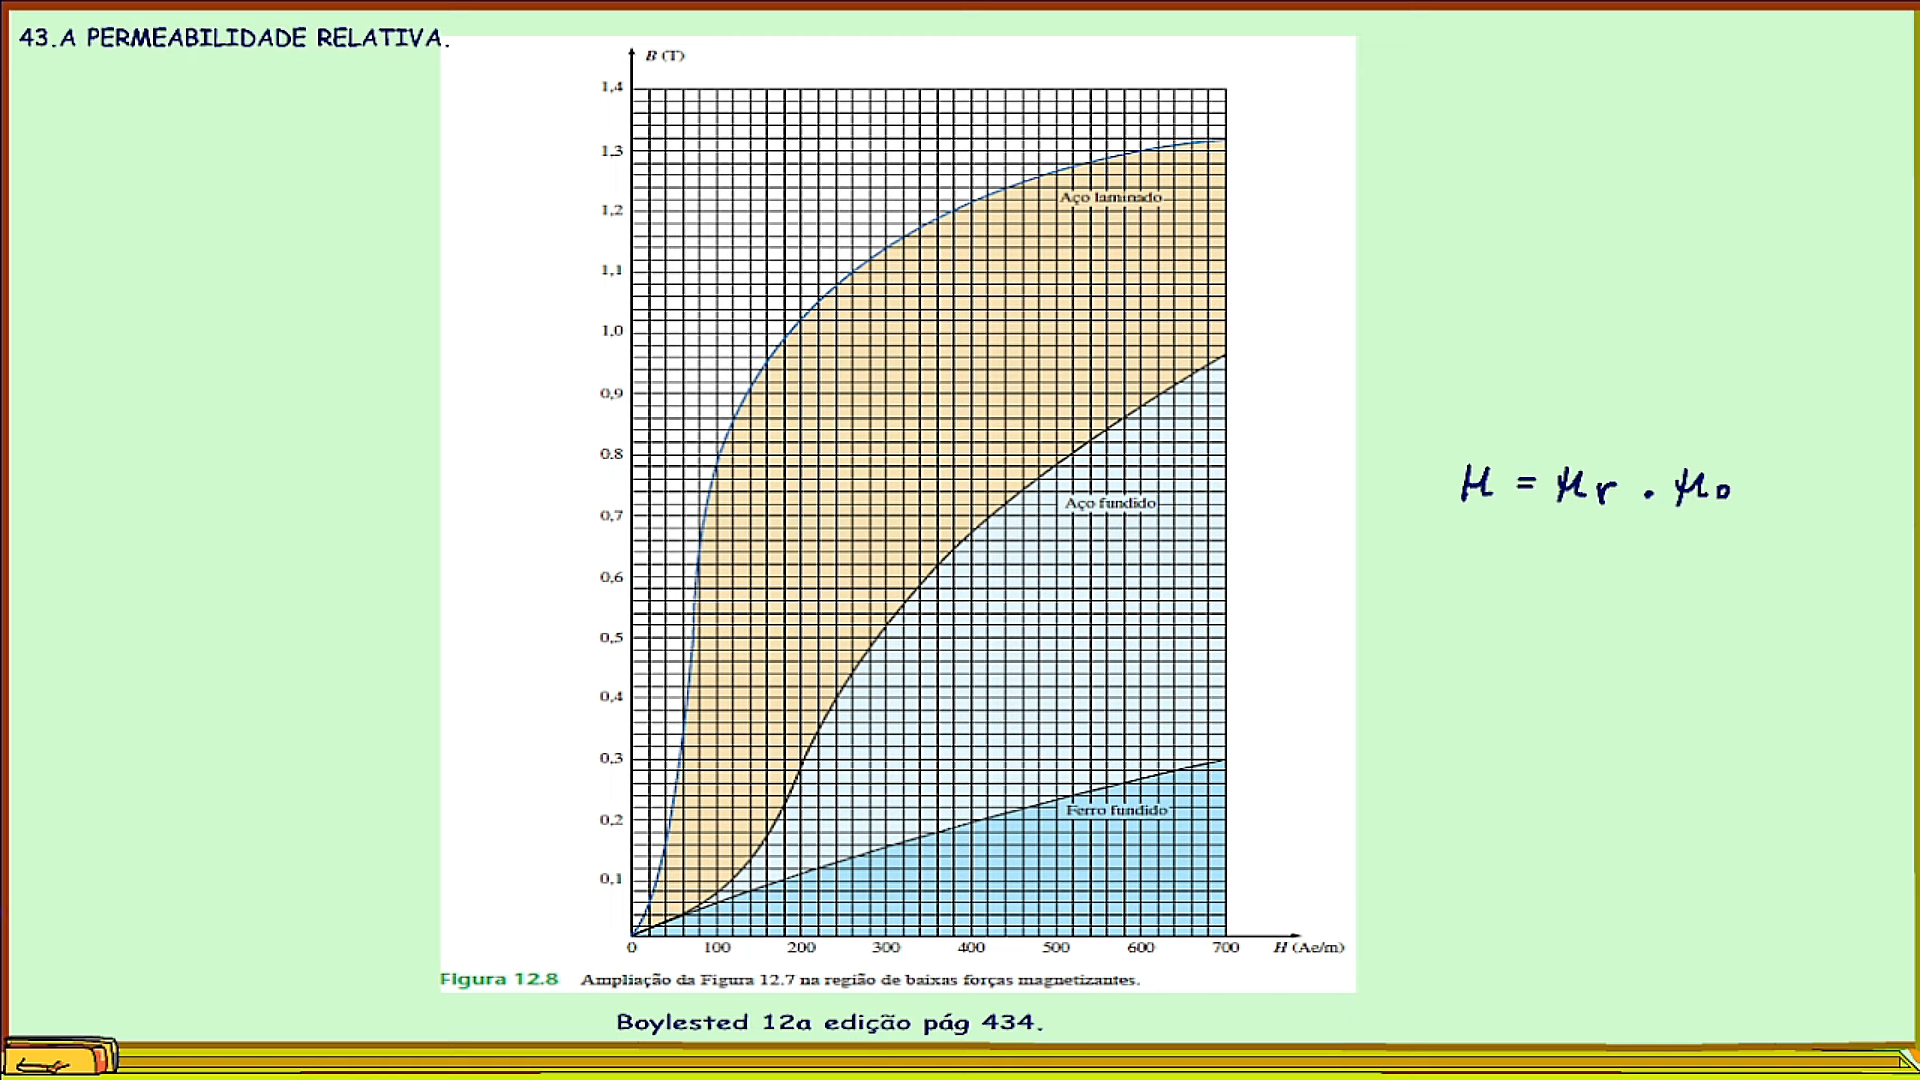 43.A PERMEABILIDADE RELATIVA.
B (T)
1,4
1,3
1,2
1,1
1,0
0,9
0,8
0,7
0,6
0,5
0,4
0,3
0,2
0,1
Aço laminado
Aço fundido
Ferro fundido
0 100 200 300 400 500 600 700 H (Ae/m)
Figura 12.8 Ampliação da Figura 12.7 na região de baixas forças magnetizantes.
μ = μr . μo
Boylested 12a edição pág 434.